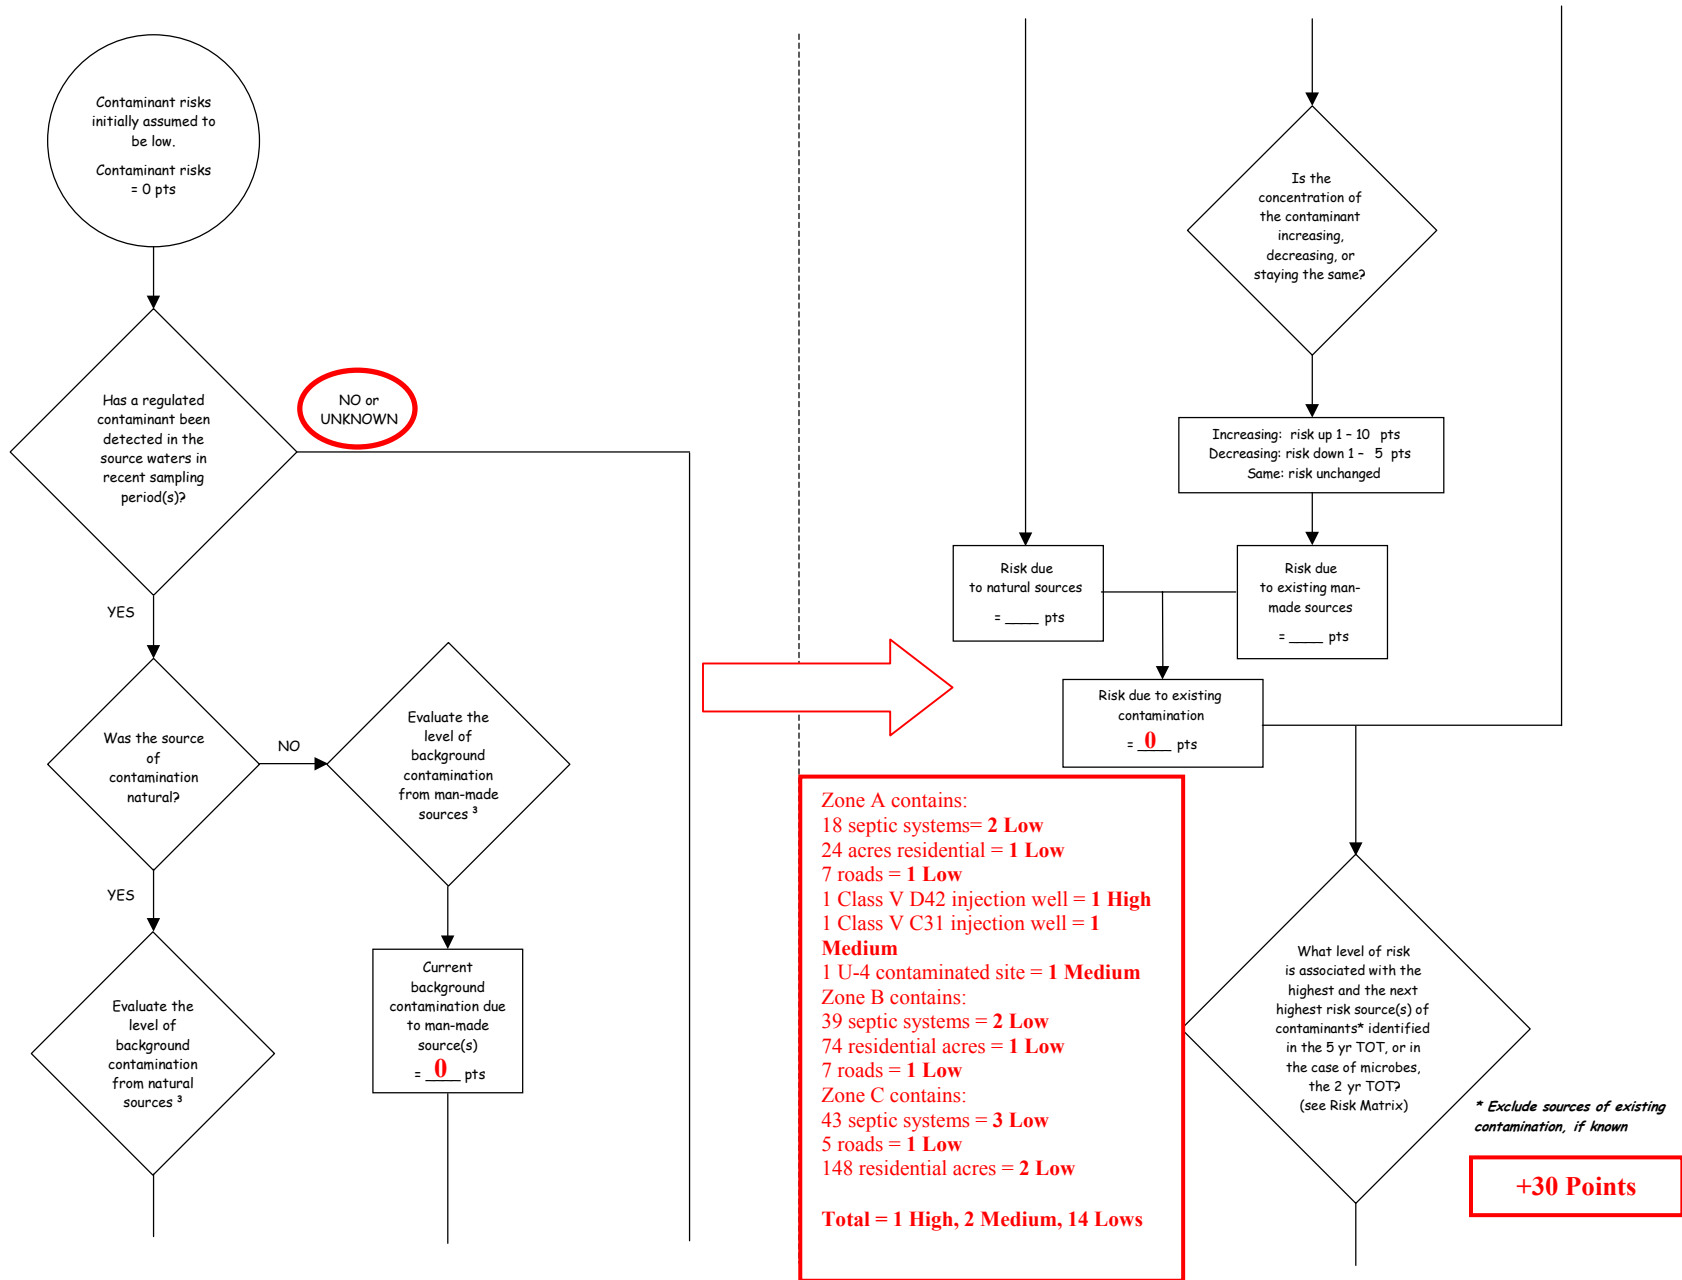 Contaminant risks
initially assumed to
be low.
Contaminant risks
= 0 pts
Has a regulated
contaminant been
detected in the
source waters in
recent sampling
period(s)?
NO or
UNKNOWN
YES
Was the source
of
contamination
natural?
NO
Evaluate the
level of
background
contamination
from man-made
sources ³
YES
Evaluate the
level of
background
contamination
from natural
sources ³
Current
background
contamination due
to man-made
source(s)
= __0__ pts
Is the
concentration of
the contaminant
increasing,
decreasing, or
staying the same?
Increasing: risk up 1 – 10 pts
Decreasing: risk down 1 – 5 pts
Same: risk unchanged
Risk due
to natural sources
= ____ pts
Risk due
to existing man-
made sources
= ____ pts
Risk due to existing
contamination
= __0__ pts
Zone A contains:
18 septic systems= 2 Low
24 acres residential = 1 Low
7 roads = 1 Low
1 Class V D42 injection well = 1 High
1 Class V C31 injection well = 1
Medium
1 U-4 contaminated site = 1 Medium
Zone B contains:
39 septic systems = 2 Low
74 residential acres = 1 Low
7 roads = 1 Low
Zone C contains:
43 septic systems = 3 Low
5 roads = 1 Low
148 residential acres = 2 Low
Total = 1 High, 2 Medium, 14 Lows
What level of risk
is associated with the
highest and the next
highest risk source(s) of
contaminants* identified
in the 5 yr TOT, or in
the case of microbes,
the 2 yr TOT?
(see Risk Matrix)
* Exclude sources of existing
contamination, if known
+30 Points